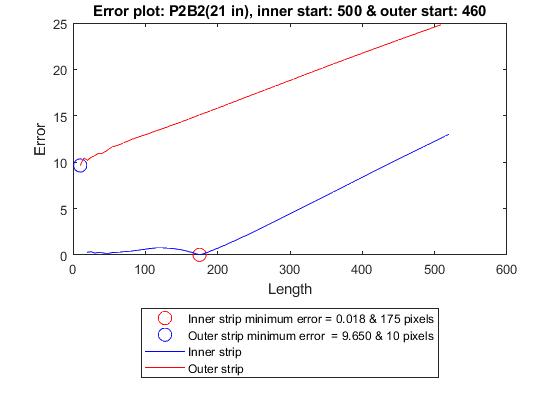 Error plot: P2B2(21 in), inner start: 500 & outer start: 460
25
20
15
10
5
0
Error
0 100 200 300 400 500 600
Length
Inner strip minimum error = 0.018 & 175 pixels
Outer strip minimum error = 9.650 & 10 pixels
Inner strip
Outer strip